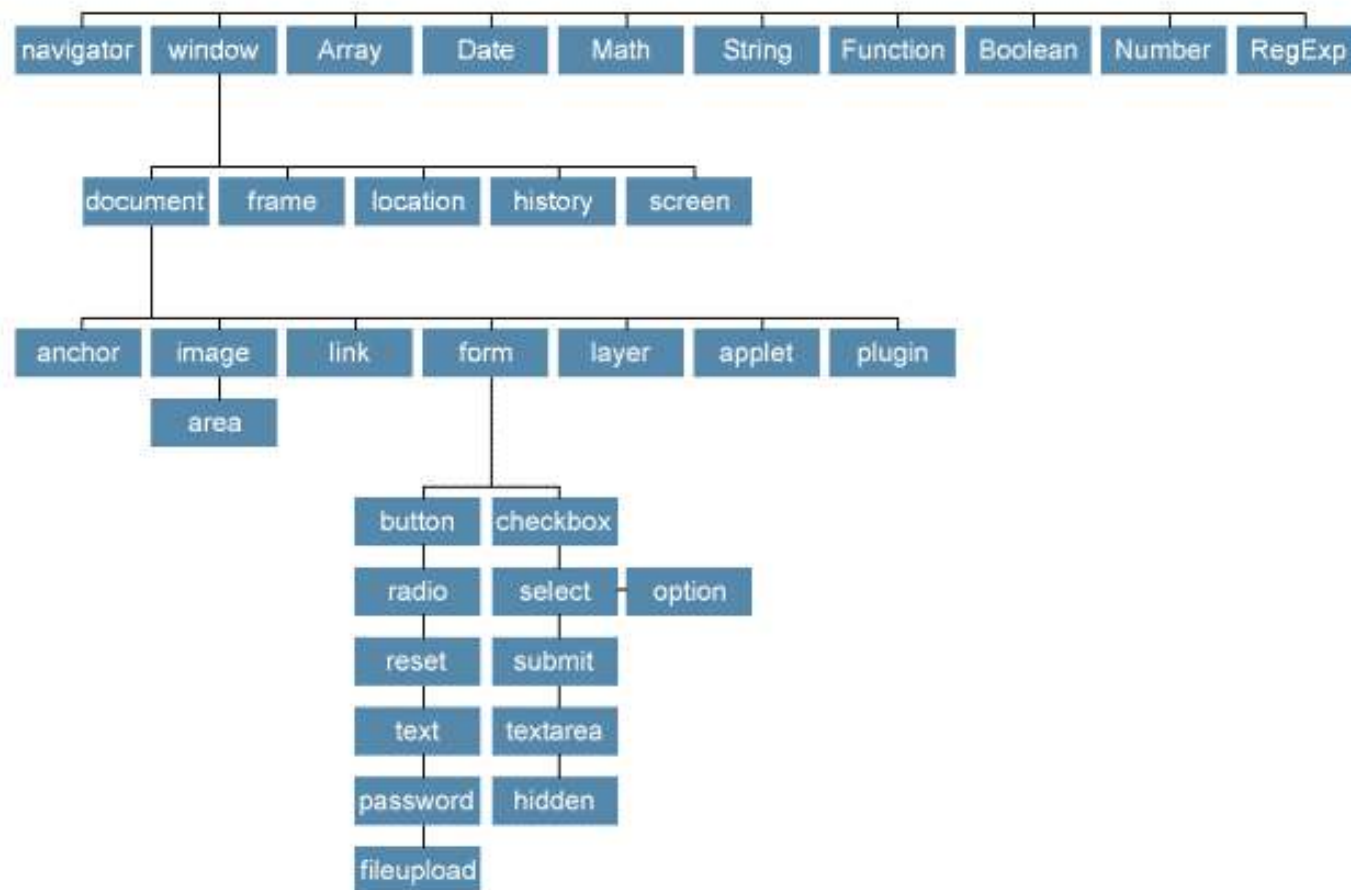 navigator window Array Date Math String Function Boolean Number RegExp
document frame location history screen
anchor image link form layer applet plugin
area
button checkbox
radio select option
reset submit
text textarea
password hidden
fileupload